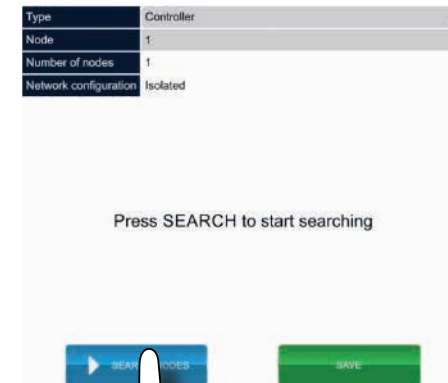 Type Controller
Node 1
Number of nodes 1
Network configuration Isolated
Press SEARCH to start searching
SAVE